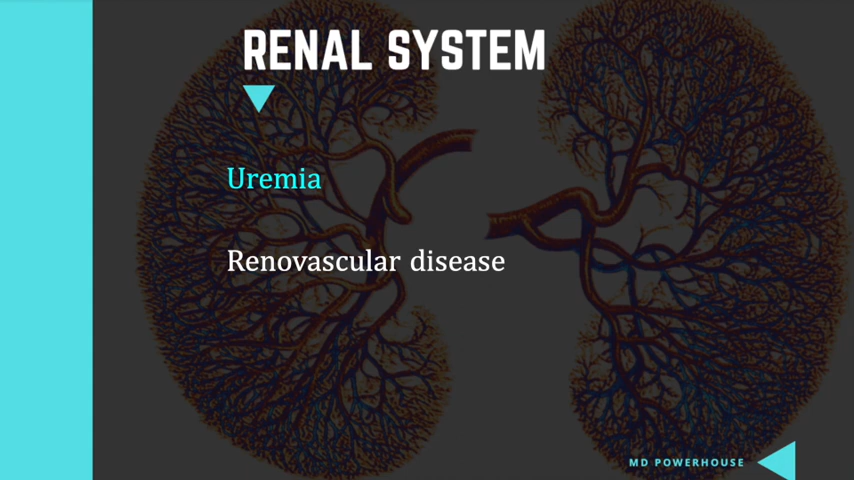 RENAL SYSTEM
Uremia
Renovascular disease
MD POWERHOUSE